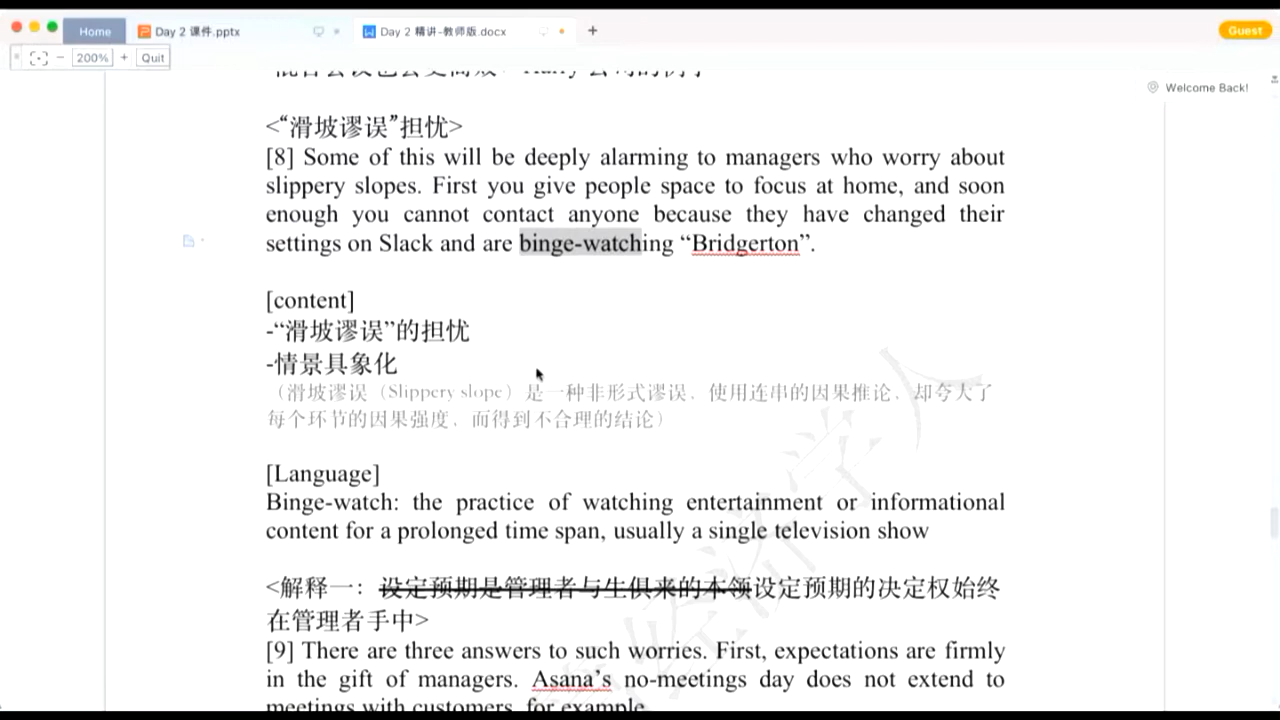 Home
Day 2 课件.pptx
Day 2 精讲-教师版.docx
+
Guest
− 200% + Quit
Welcome Back!
<“滑坡谬误”担忧>
[8] Some of this will be deeply alarming to managers who worry about
slippery slopes. First you give people space to focus at home, and soon
enough you cannot contact anyone because they have changed their
settings on Slack and are binge-watching “Bridgerton”.
[content]
-“滑坡谬误”的担忧
-情景具象化
（滑坡谬误（Slippery slope）是一种非形式谬误，使用连串的因果推论，却夸大了
每个环节的因果强度，而得到不合理的结论）
[Language]
Binge-watch: the practice of watching entertainment or informational
content for a prolonged time span, usually a single television show
<解释一：设定预期是管理者与生俱来的本领设定预期的决定权始终
在管理者手中>
[9] There are three answers to such worries. First, expectations are firmly
in the gift of managers. Asana’s no-meetings day does not extend to
meetings with customers, for example.